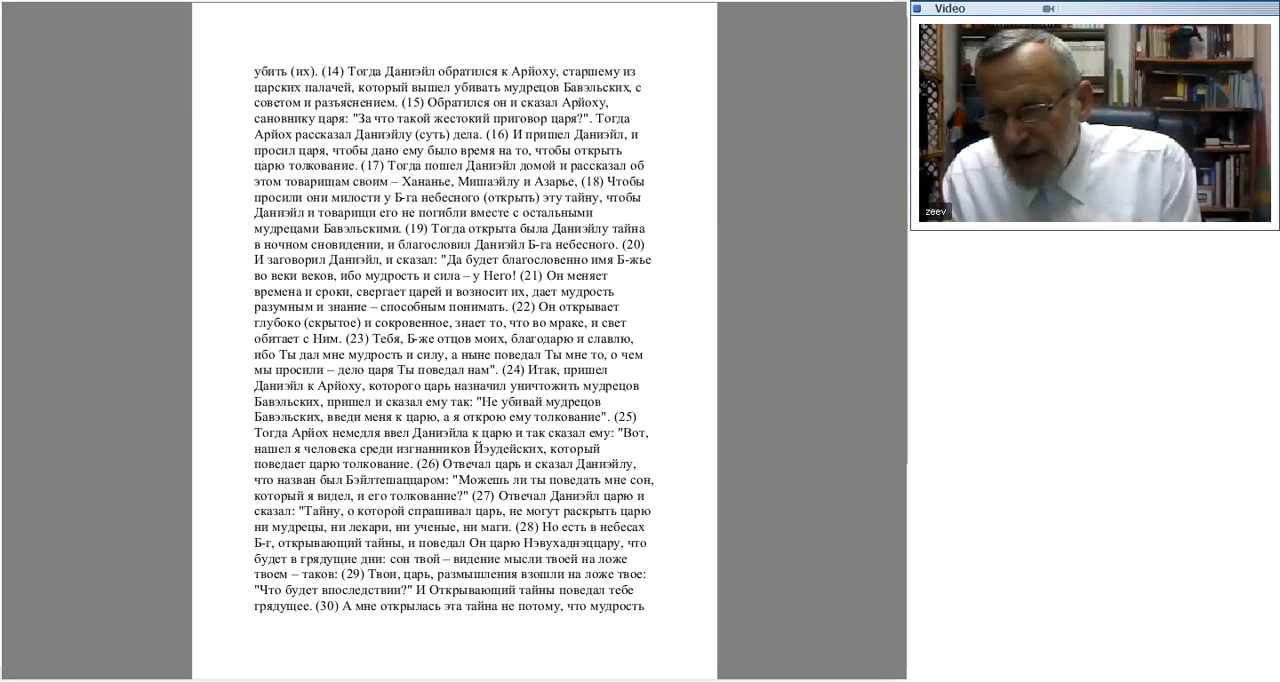 убить (их). (14) Тогда Даниэйл обратился к Арйоху, старшему из
царских палачей, который вышел убивать мудрецов Бавэльских, с
советом и разъяснением. (15) Обратился он и сказал Арйоху,
сановнику царя: "За что такой жестокий приговор царя?". Тогда
Арйох рассказал Даниэйлу (суть) дела. (16) И пришел Даниэйл, и
просил царя, чтобы дано ему было время на то, чтобы открыть
царю толкование. (17) Тогда пошел Даниэйл домой и рассказал об
этом товарищам своим – Хананье, Мишаэйлу и Азарье, (18) Чтобы
просили они милости у Б-га небесного (открыть) эту тайну, чтобы
Даниэйл и товарищи его не погибли вместе с остальными
мудрецами Бавэльскими. (19) Тогда открыта была Даниэйлу тайна
в ночном сновидении, и благословил Даниэйл Б-га небесного. (20)
И заговорил Даниэйл, и сказал: "Да будет благословенно имя Б-жье
во веки веков, ибо мудрость и сила – у Него! (21) Он меняет
времена и сроки, свергает царей и возносит их, дает мудрость
разумным и знание – способным понимать. (22) Он открывает
глубоко (скрытое) и сокровенное, знает то, что во мраке, и свет
обитает с Ним. (23) Тебя, Б-же отцов моих, благодарю и славлю,
ибо Ты дал мне мудрость и силу, а ныне поведал Ты мне то, о чем
мы просили – дело царя Ты поведал нам". (24) Итак, пришел
Даниэйл к Арйоху, которого царь назначил уничтожить мудрецов
Бавэльских, пришел и сказал ему так: "Не убивай мудрецов
Бавэльских, введи меня к царю, а я открою ему толкование". (25)
Тогда Арйох немедля ввел Даниэйла к царю и так сказал ему: "Вот,
нашел я человека среди изгнанников Йэудейских, который
поведает царю толкование. (26) Отвечал царь и сказал Даниэйлу,
что назван был Бэйлтешаццаром: "Можешь ли ты поведать мне сон,
который я видел, и его толкование?" (27) Отвечал Даниэйл царю и
сказал: "Тайну, о которой спрашивал царь, не могут раскрыть царю
ни мудрецы, ни лекари, ни ученые, ни маги. (28) Но есть в небесах
Б-г, открывающий тайны, и поведал Он царю Нэвухаднэццару, что
будет в грядущие дни: сон твой – видение мысли твоей на ложе
твоем – таков: (29) Твои, царь, размышления взошли на ложе твое:
"Что будет впоследствии?" И Открывающий тайны поведал тебе
грядущее. (30) А мне открылась эта тайна не потому, что мудрость
Video
zeev